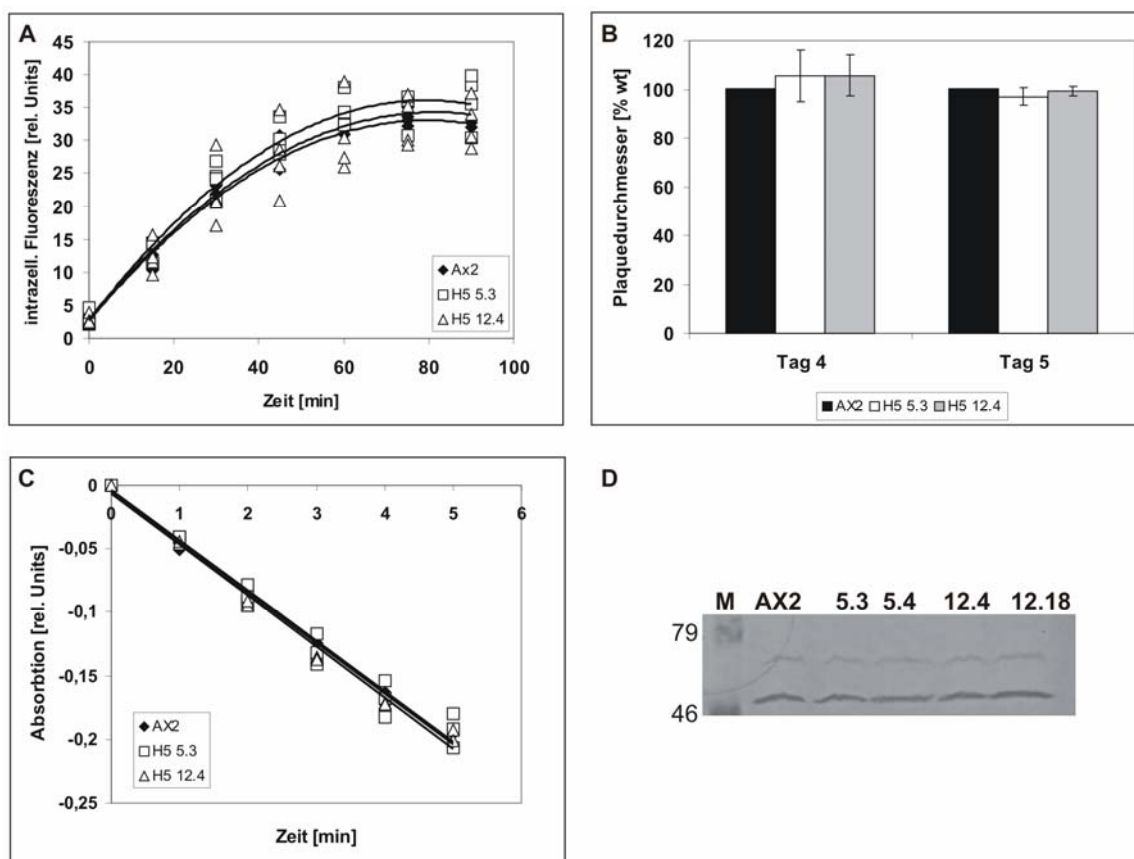 A
intrazell. Fluoreszenz [rel. Units]
45
40
35
30
25
20
15
10
5
0
0 20 40 60 80 100
Zeit [min]
Ax2
H5 5.3
H5 12.4
B
Plaquedurchmesser [% wt]
120
100
80
60
40
20
0
Tag 4 Tag 5
AX2 H5 5.3 H5 12.4
C
Absorbtion [rel. Units]
0
-0,05
-0,1
-0,15
-0,2
-0,25
0 1 2 3 4 5 6
AX2
H5 5.3
H5 12.4
Zeit [min]
D
M AX2 5.3 5.4 12.4 12.18
79
46